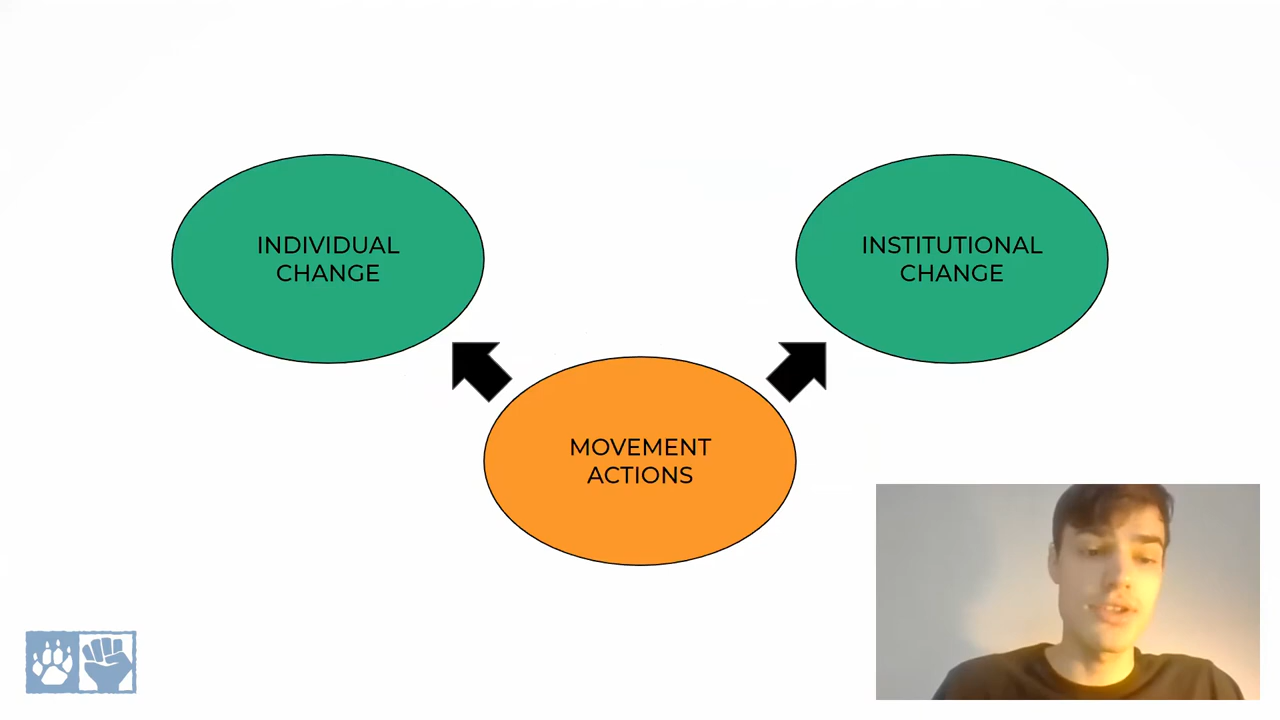 INDIVIDUAL
CHANGE
INSTITUTIONAL
CHANGE
MOVEMENT
ACTIONS